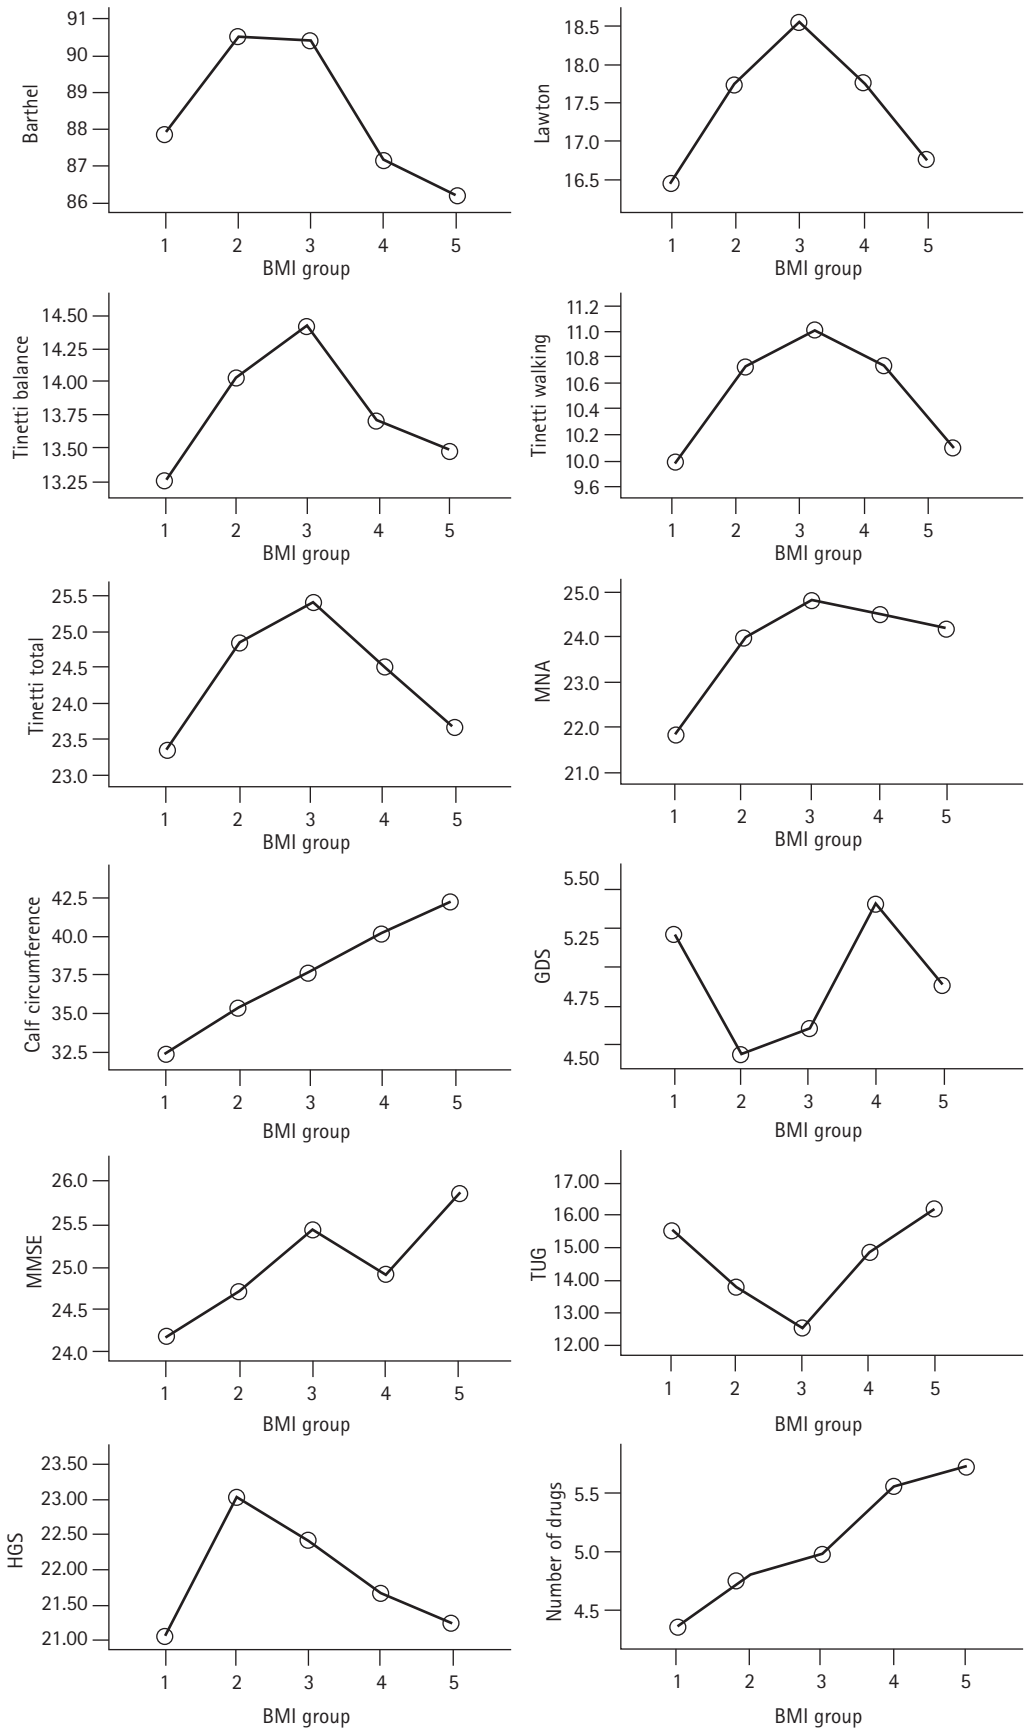 91
90
89
88
87
86
Barthel
1 2 3 4 5
BMI group
18.5
18.0
17.5
17.0
16.5
Lawton
1 2 3 4 5
BMI group
14.50
14.25
14.00
13.75
13.50
13.25
Tinetti balance
1 2 3 4 5
BMI group
11.2
11.0
10.8
10.6
10.4
10.2
10.0
9.6
Tinetti walking
1 2 3 4 5
BMI group
25.5
25.0
24.5
24.0
23.5
23.0
Tinetti total
1 2 3 4 5
BMI group
25.0
24.0
23.0
22.0
21.0
MNA
1 2 3 4 5
BMI group
42.5
40.0
37.5
35.0
32.5
Calf circumference
1 2 3 4 5
BMI group
5.50
5.25
4.75
4.50
GDS
1 2 3 4 5
BMI group
26.0
25.5
25.0
24.5
24.0
MMSE
1 2 3 4 5
BMI group
17.00
16.00
15.00
14.00
13.00
12.00
TUG
1 2 3 4 5
BMI group
23.50
23.00
22.50
22.00
21.50
21.00
HGS
1 2 3 4 5
BMI group
5.5
5.0
4.5
Number of drugs
1 2 3 4 5
BMI group